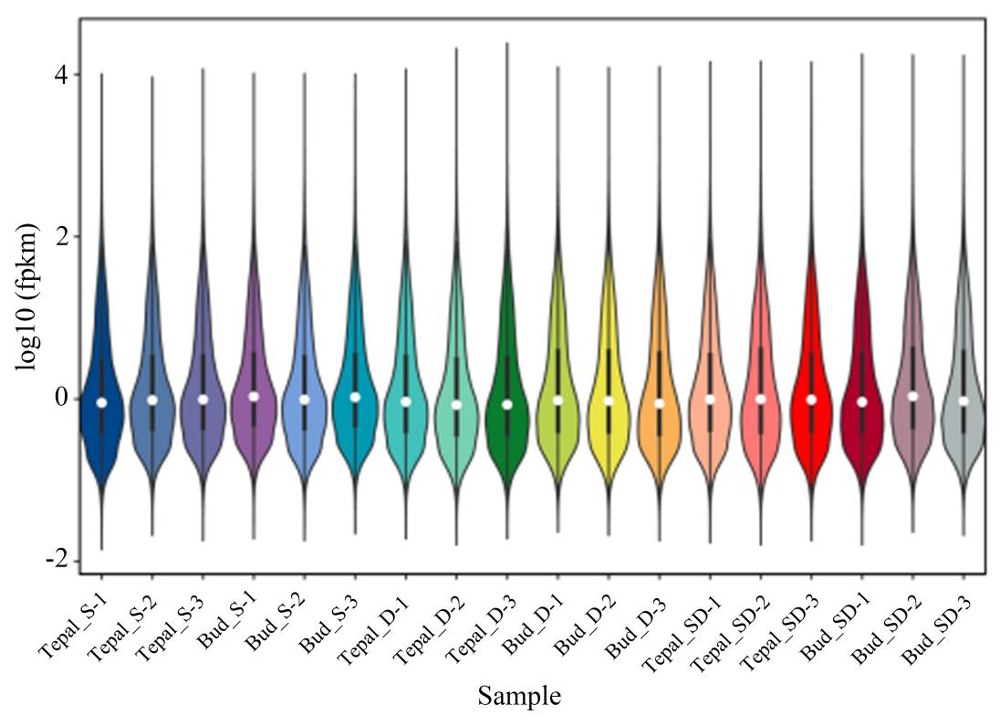 log10 (fpkm)
4
2
0
-2
Tepal_S-1
Tepal_S-2
Tepal_S-3
Bud_S-1
Bud_S-2
Bud_S-3
Tepal_D-1
Tepal_D-2
Tepal_D-3
Bud_D-1
Bud_D-2
Bud_D-3
Tepal_SD-1
Tepal_SD-2
Tepal_SD-3
Bud_SD-1
Bud_SD-2
Bud_SD-3
Sample